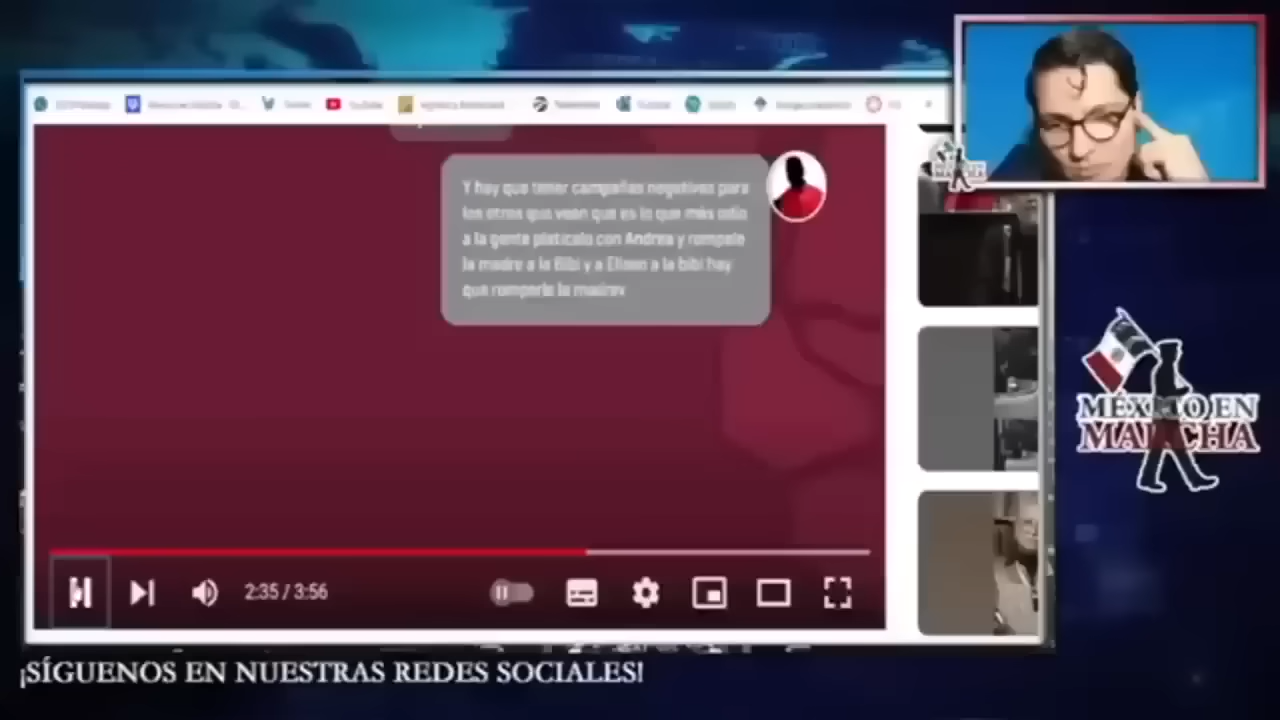 YouTube
Y hay que tener campañas negativas para
los otros que vean que es lo que más odia
a la gente platicalo con Andrea y rompele
la madre a la Bibi y a Eliseo a la bibi hay
que romperle la madrev
2:35 / 3:56
MÉXICO EN
MARCHA
¡SÍGUENOS EN NUESTRAS REDES SOCIALES!